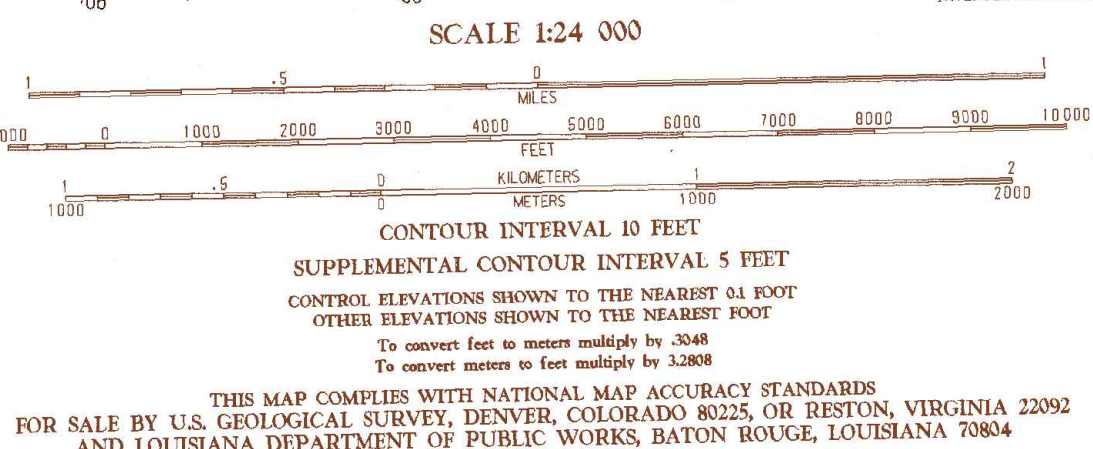 SCALE 1:24 000
1 .5 0 1
MILES
0 1000 2000 3000 4000 5000 6000 7000 8000 9000 10000
FEET
1 .5 0 KILOMETERS 1 2
1000 0 METERS 1000 2000
CONTOUR INTERVAL 10 FEET
SUPPLEMENTAL CONTOUR INTERVAL 5 FEET
CONTROL ELEVATIONS SHOWN TO THE NEAREST 0.1 FOOT
OTHER ELEVATIONS SHOWN TO THE NEAREST FOOT
To convert feet to meters multiply by .3048
To convert meters to feet multiply by 3.2808
THIS MAP COMPLIES WITH NATIONAL MAP ACCURACY STANDARDS
FOR SALE BY U.S. GEOLOGICAL SURVEY, DENVER, COLORADO 80225, OR RESTON, VIRGINIA 22092
AND LOUISIANA DEPARTMENT OF PUBLIC WORKS, BATON ROUGE, LOUISIANA 70804